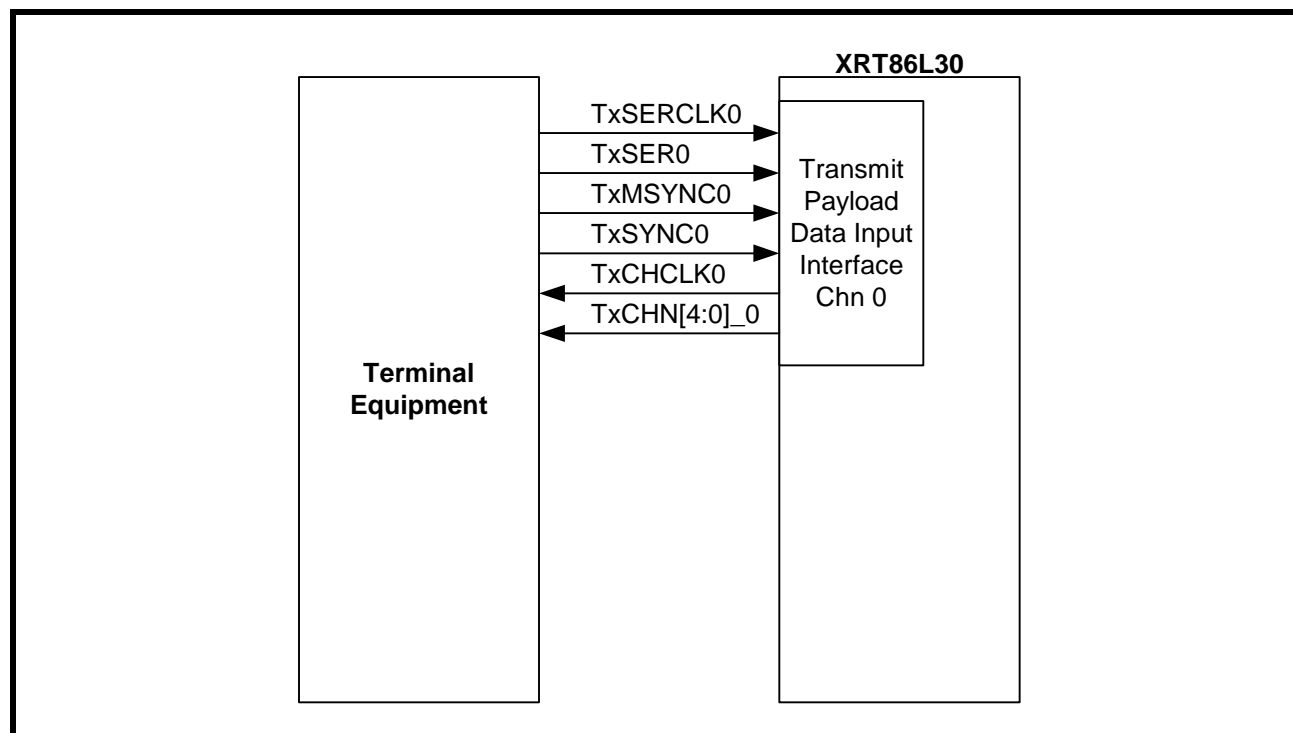 XRT86L30
TxSERCLK0
TxSER0
TxMSYNC0
TxSYNC0
TxCHCLK0
TxCHN[4:0]_0
Transmit
Payload
Data Input
Interface
Chn 0
Terminal
Equipment